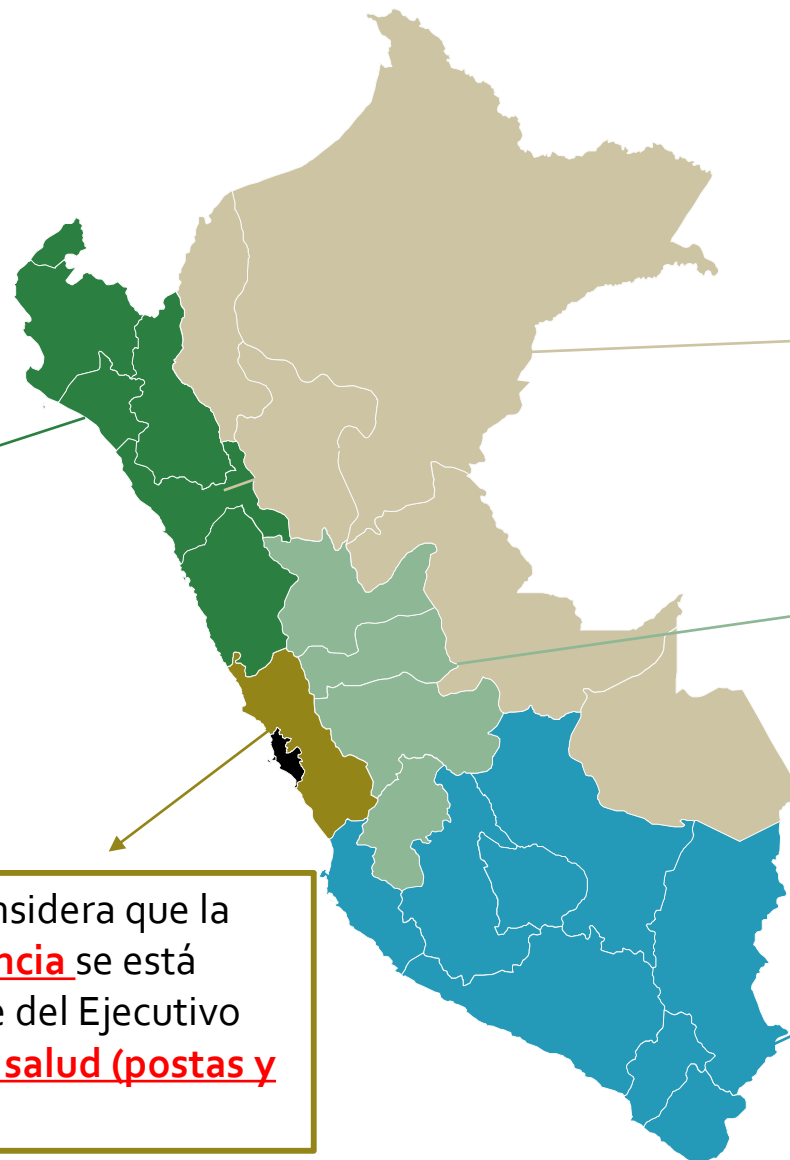 nsidera que la
ncia se está
e del Ejecutivo
salud (postas y